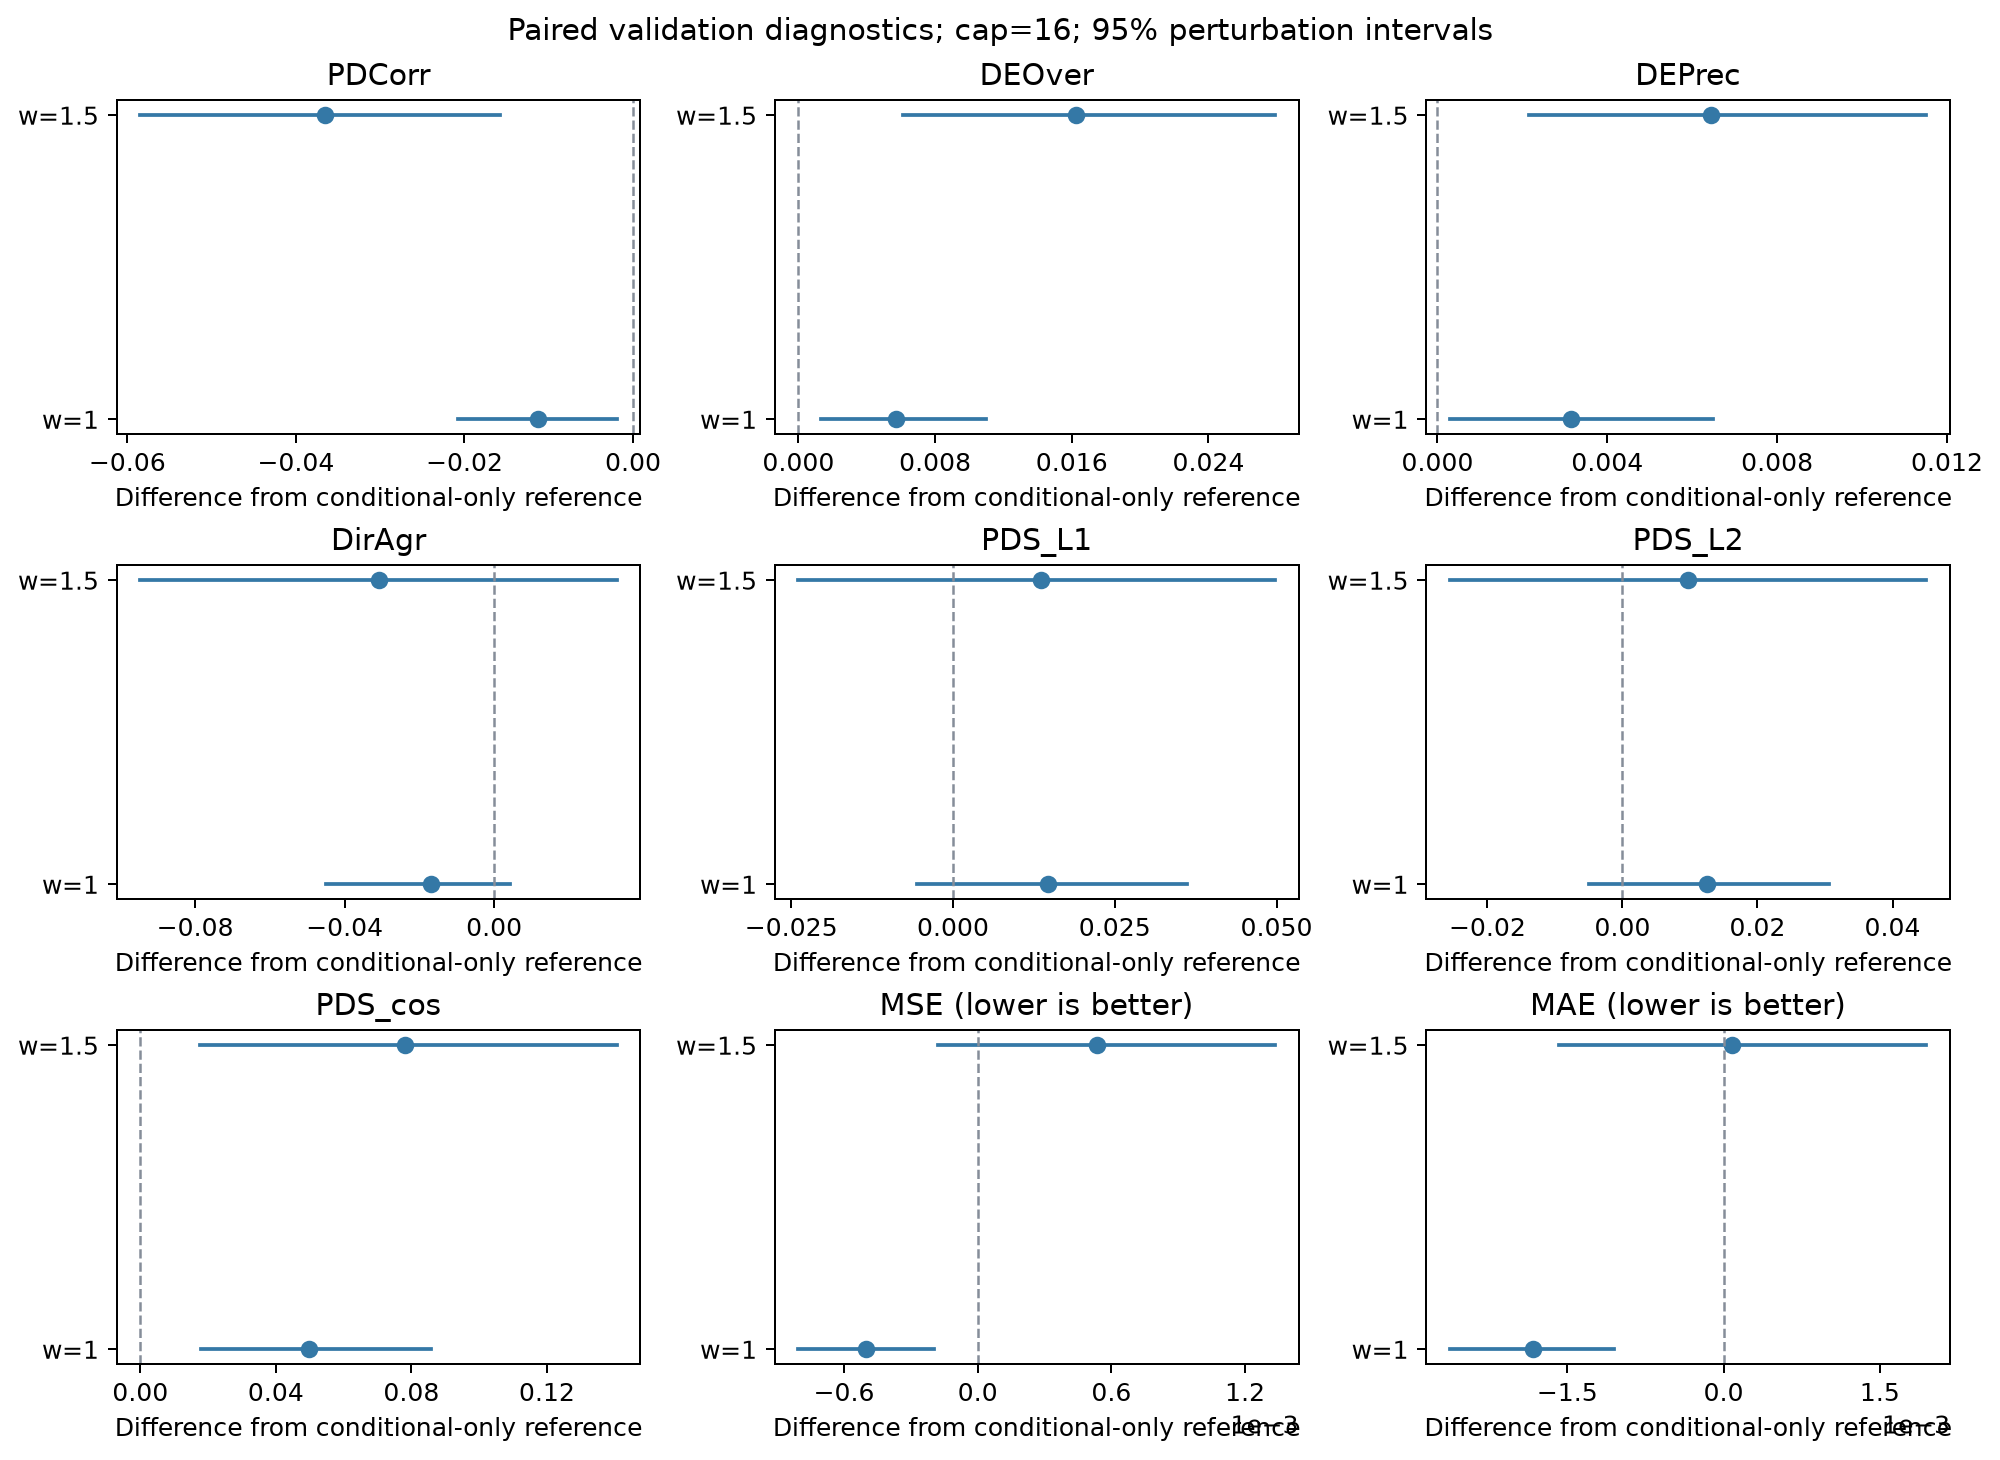 Paired validation diagnostics; cap=16; 95% perturbation intervals
PDCorr
w=1.5
w=1
−0.06 −0.04 −0.02 0.00
Difference from conditional-only reference
DEOver
w=1.5
w=1
0.000 0.008 0.016 0.024
Difference from conditional-only reference
DEPrec
w=1.5
w=1
0.000 0.004 0.008 0.012
Difference from conditional-only reference
DirAgr
w=1.5
w=1
−0.08 −0.04 0.00
Difference from conditional-only reference
PDS_L1
w=1.5
w=1
−0.025 0.000 0.025 0.050
Difference from conditional-only reference
PDS_L2
w=1.5
w=1
−0.02 0.00 0.02 0.04
Difference from conditional-only reference
PDS_cos
w=1.5
w=1
0.00 0.04 0.08 0.12
Difference from conditional-only reference
MSE (lower is better)
w=1.5
w=1
−0.6 0.0 0.6 1.2
1e−3
Difference from conditional-only reference
MAE (lower is better)
w=1.5
w=1
−1.5 0.0 1.5
1e−3
Difference from conditional-only reference